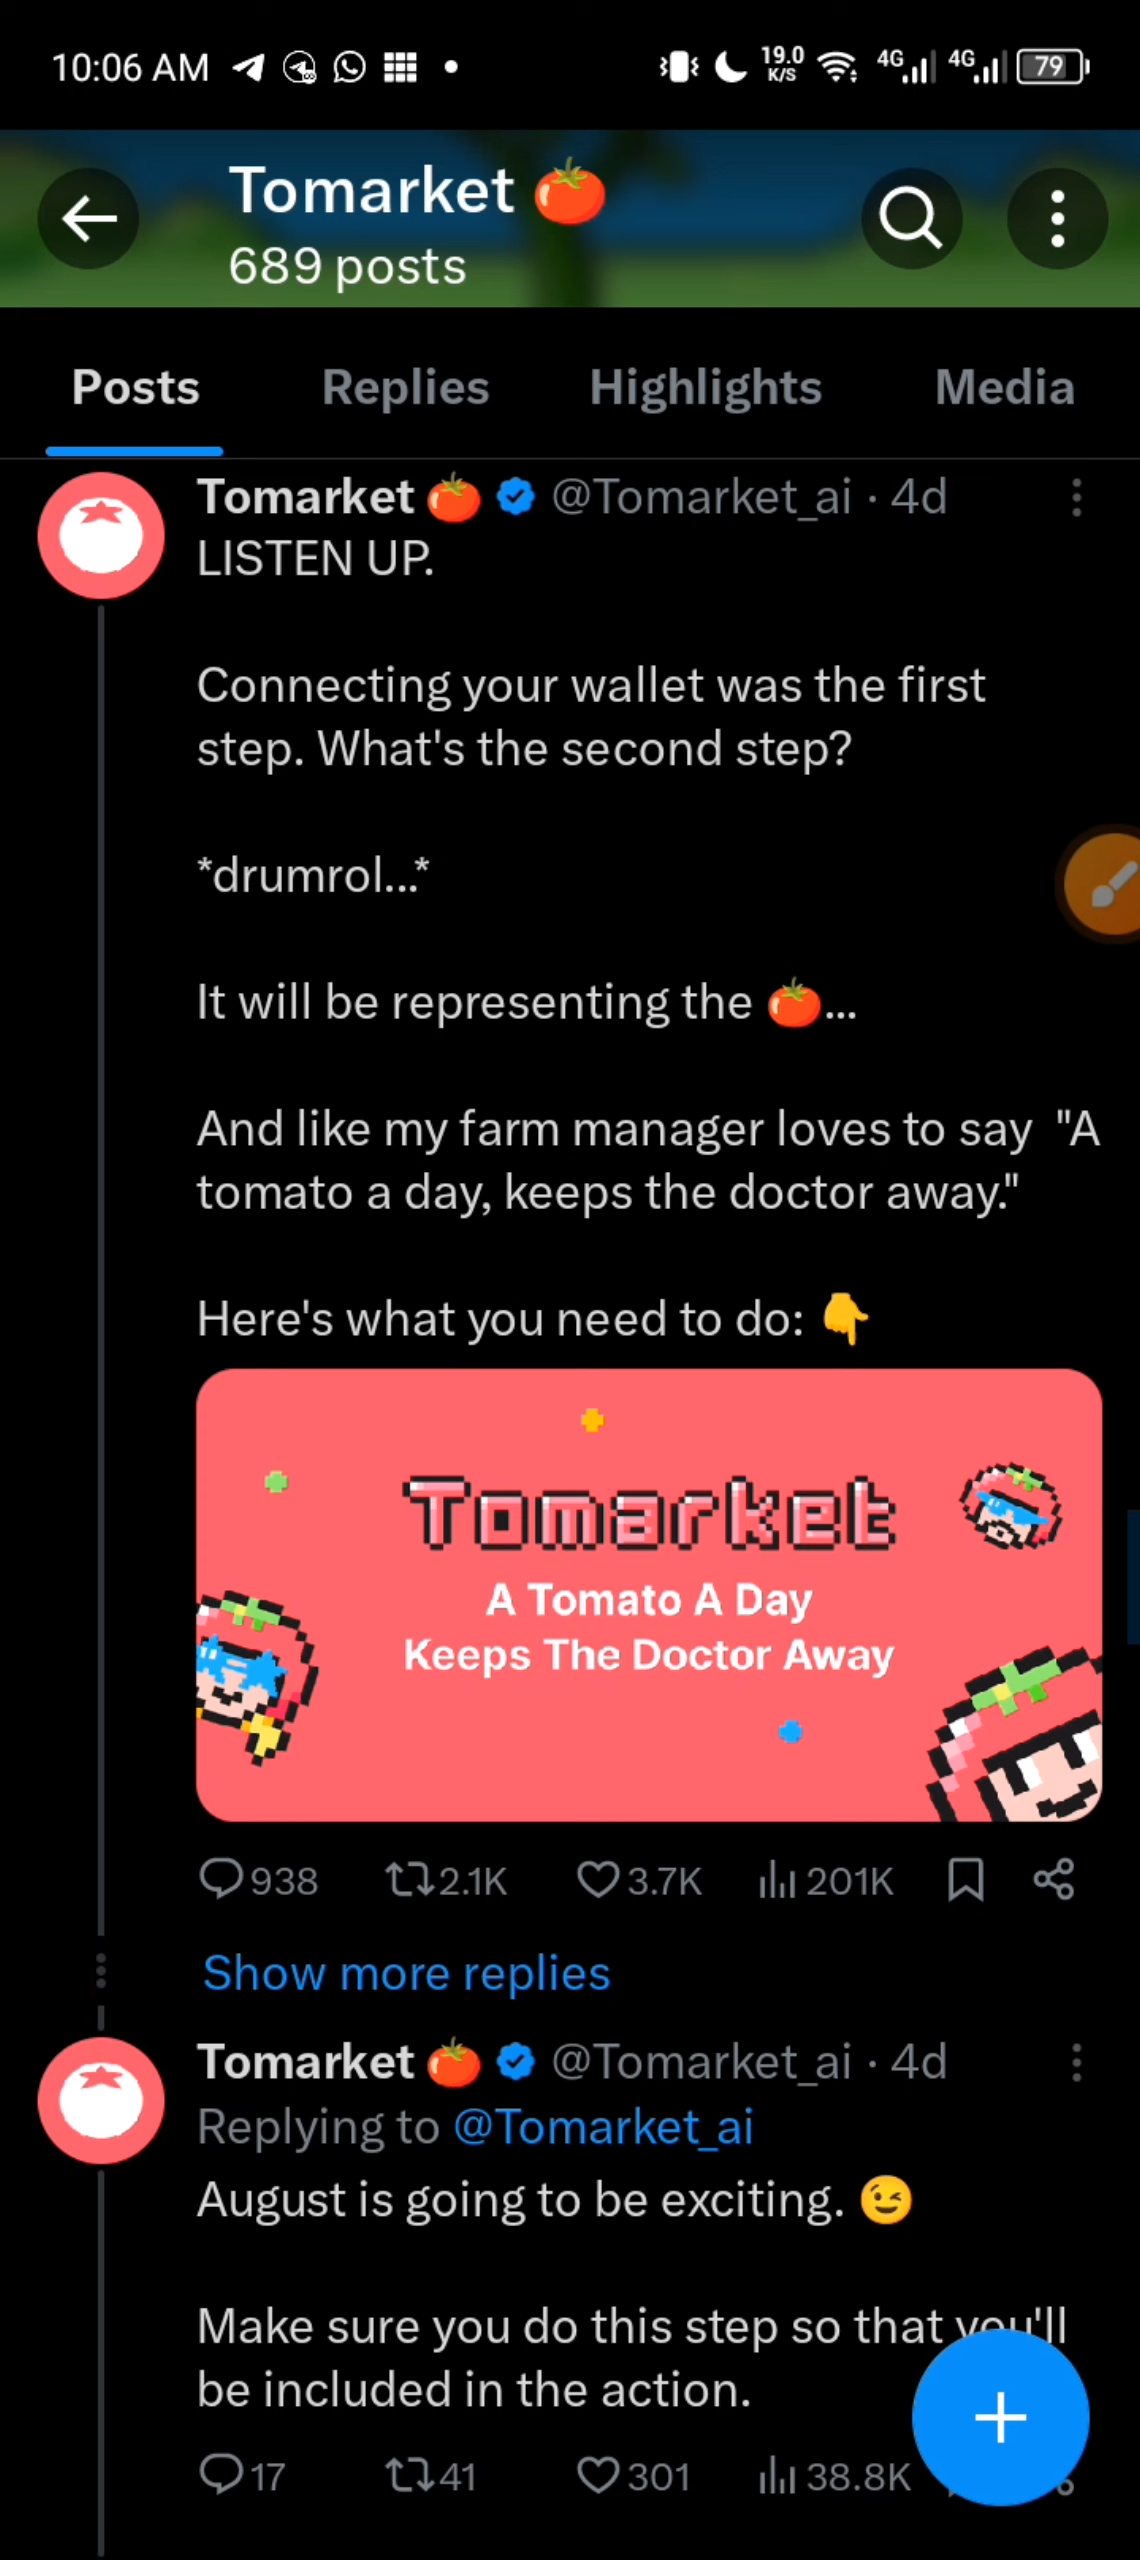 10:06 AM
19.0
K/S
4G
4G
79
Tomarket 🍅
689 posts
Posts Replies Highlights Media
Tomarket 🍅 @Tomarket_ai · 4d
LISTEN UP.
Connecting your wallet was the first
step. What's the second step?
*drumrol...*
It will be representing the 🍅...
And like my farm manager loves to say "A
tomato a day, keeps the doctor away."
Here's what you need to do: 👇
Tomarket
A Tomato A Day
Keeps The Doctor Away
938 2.1K 3.7K 201K
Show more replies
Tomarket 🍅 @Tomarket_ai · 4d
Replying to @Tomarket_ai
August is going to be exciting. 😉
Make sure you do this step so that you'll
be included in the action.
17 41 301 38.8K